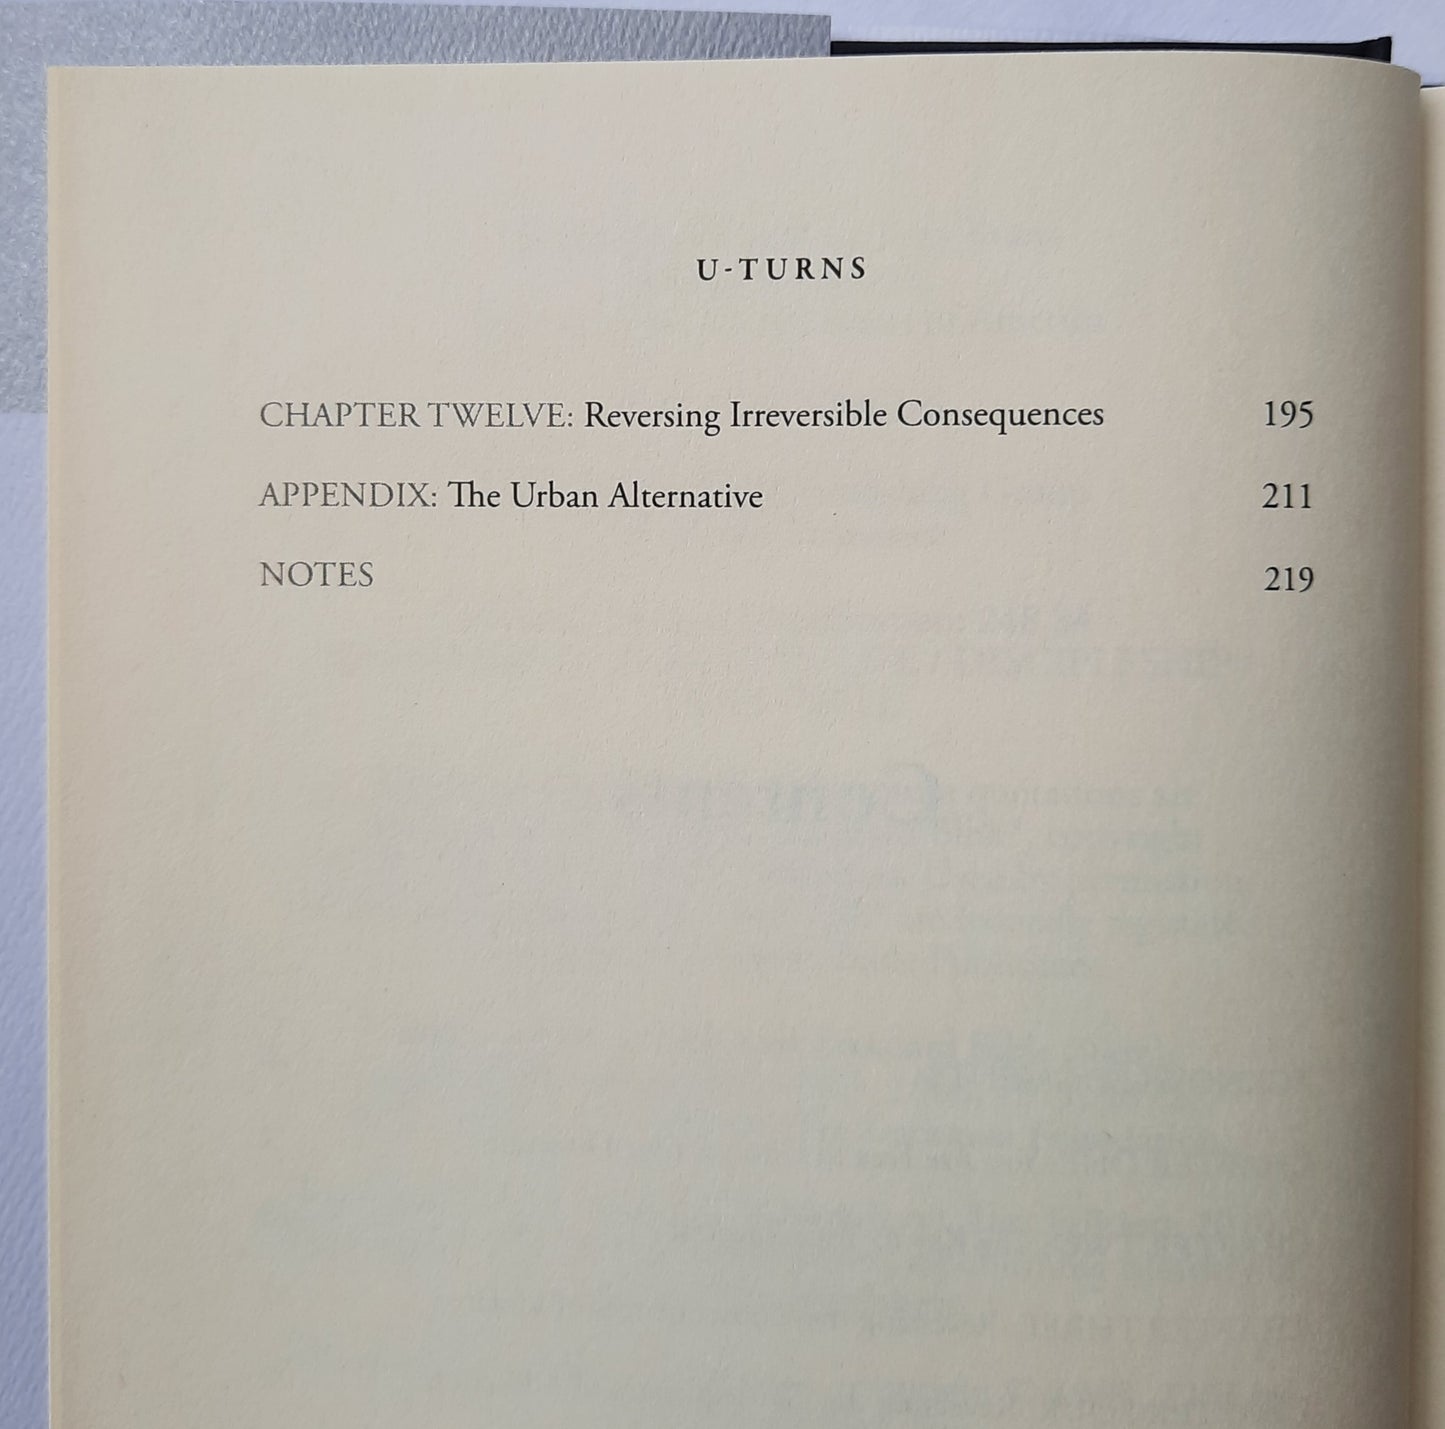 U-TURNS
CHAPTER TWELVE: Reversing Irreversible Consequences 195
APPENDIX: The Urban Alternative 211
NOTES 219